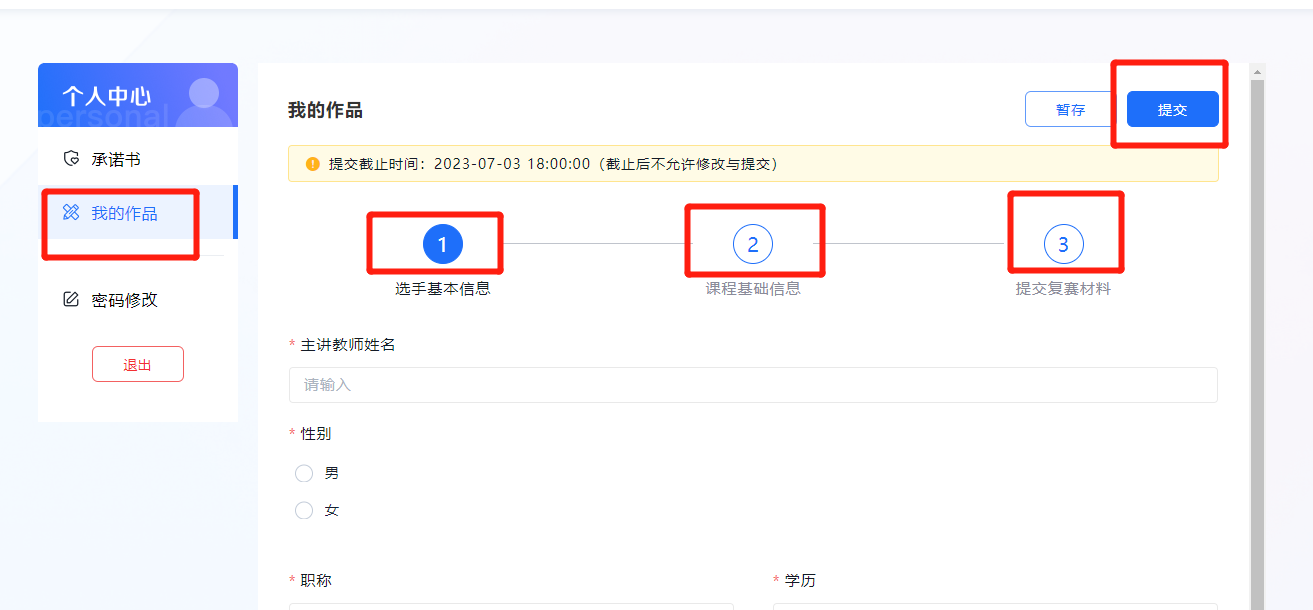 个人中心
personal
承诺书
我的作品
密码修改
退出
我的作品
暂存
提交
提交截止时间：2023-07-03 18:00:00（截止后不允许修改与提交）
1
2
3
选手基本信息
课程基础信息
提交复赛材料
* 主讲教师姓名
请输入
* 性别
男
女
* 职称
* 学历